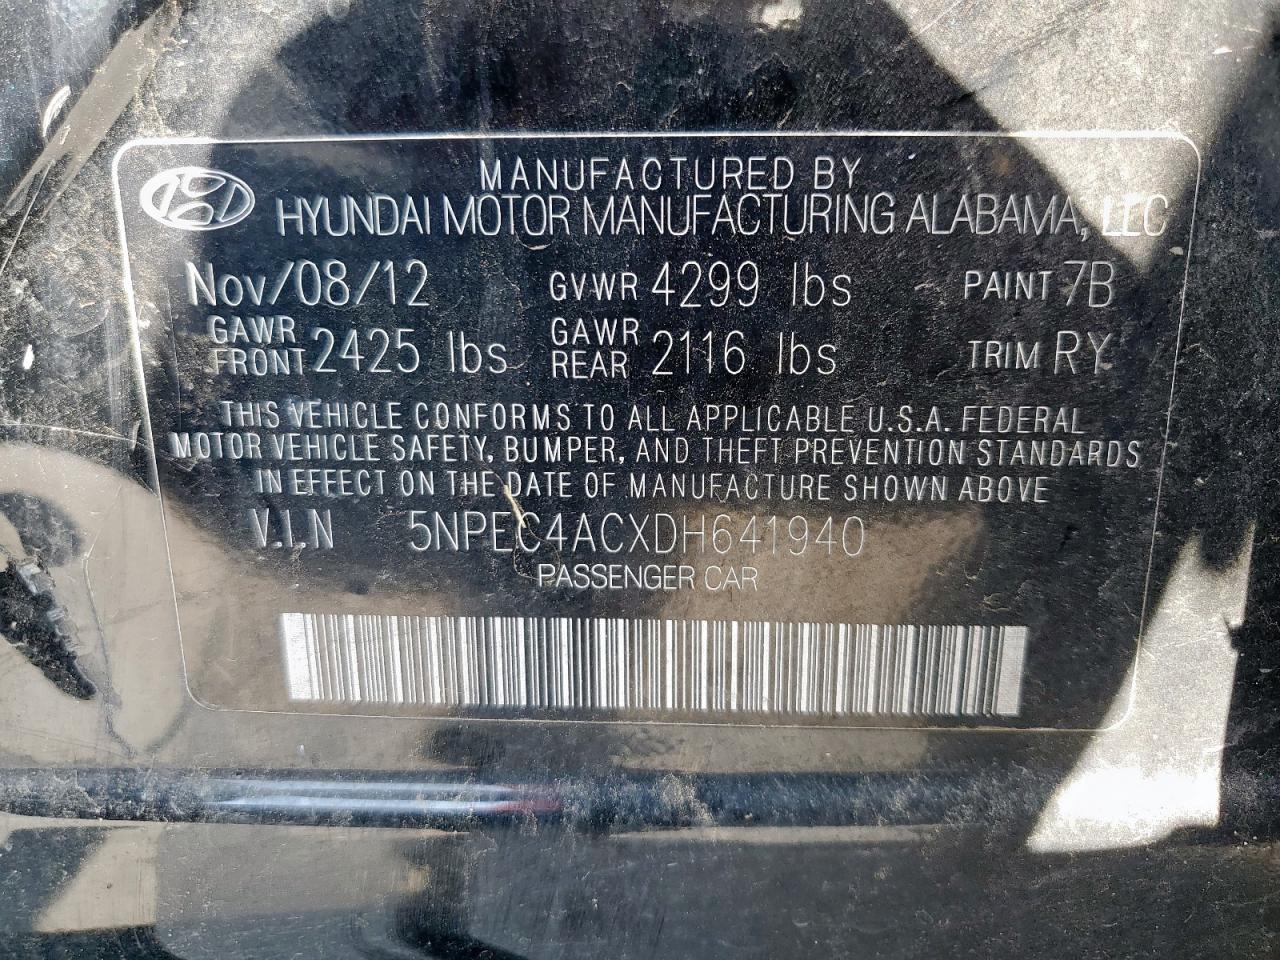 MANUFACTURED BY
HYUNDAI MOTOR MANUFACTURING ALABAMA, LLC
Nov/08/12 GVWR 4299 lbs PAINT 7B
GAWR FRONT 2425 lbs GAWR REAR 2116 lbs TRIM RY
THIS VEHICLE CONFORMS TO ALL APPLICABLE U.S.A. FEDERAL
MOTOR VEHICLE SAFETY, BUMPER, AND THEFT PREVENTION STANDARDS
IN EFFECT ON THE DATE OF MANUFACTURE SHOWN ABOVE
V.I.N 5NPEC4ACXDH641940
PASSENGER CAR